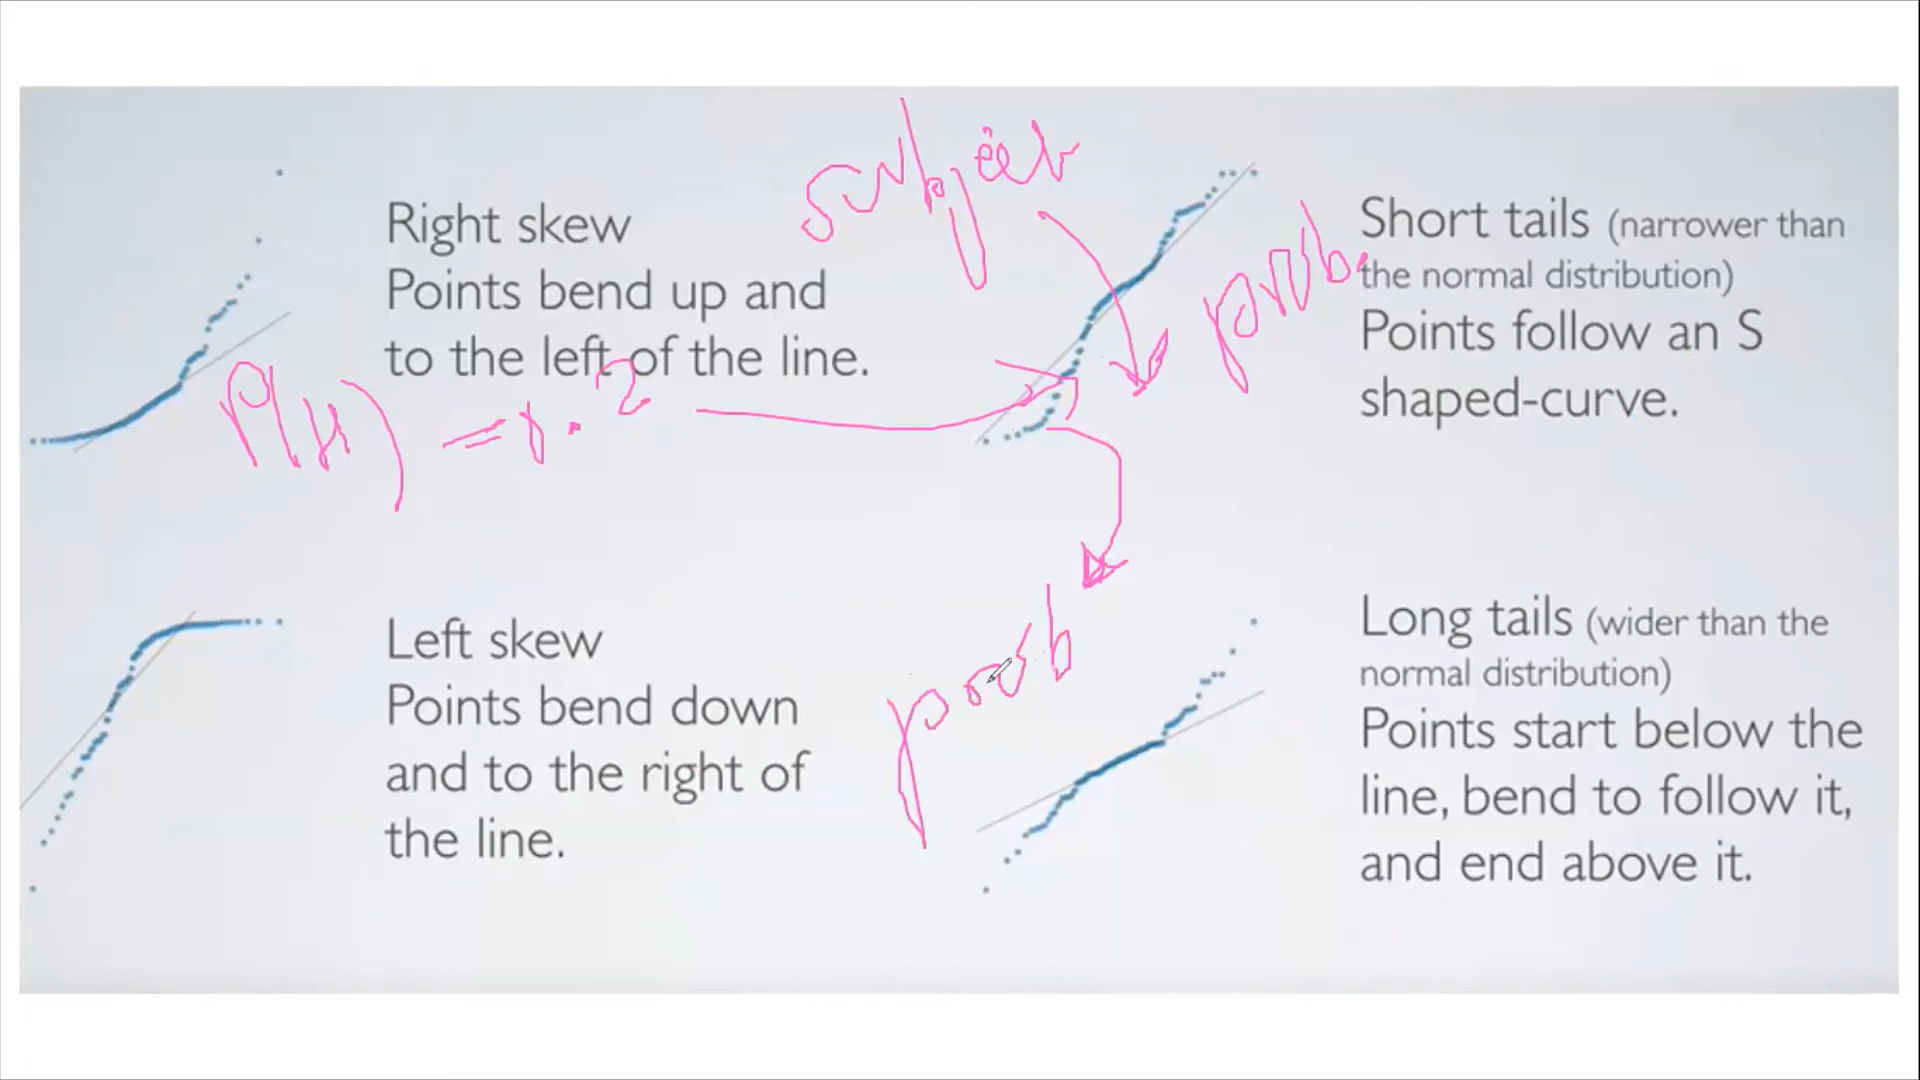 Right skew
Points bend up and
to the left of the line.
Short tails (narrower than
the normal distribution)
Points follow an S
shaped-curve.
Left skew
Points bend down
and to the right of
the line.
Long tails (wider than the
normal distribution)
Points start below the
line, bend to follow it,
and end above it.
prob
prob